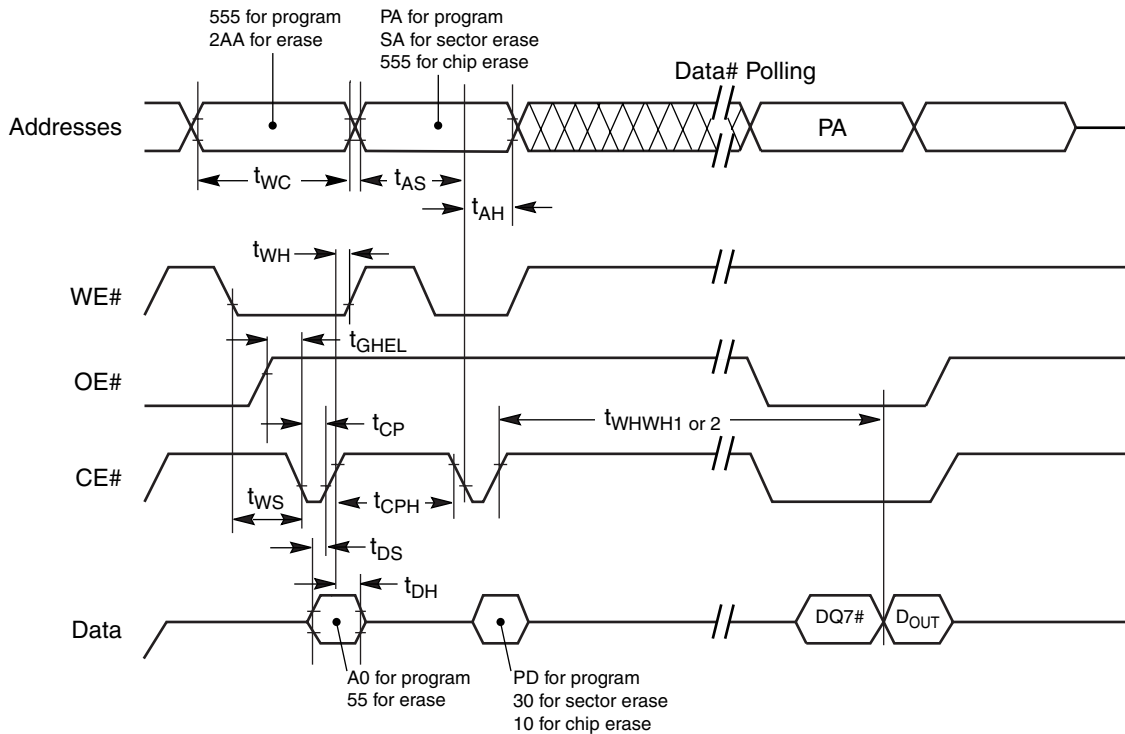 555 for program
2AA for erase
PA for program
SA for sector erase
555 for chip erase
Data# Polling
Addresses
PA
tWC
tAS
tAH
tWH
WE#
tGHEL
OE#
tWHWH1 or 2
tCP
CE#
tWS
tCPH
tDS
tDH
Data
DQ7#
DOUT
A0 for program
55 for erase
PD for program
30 for sector erase
10 for chip erase